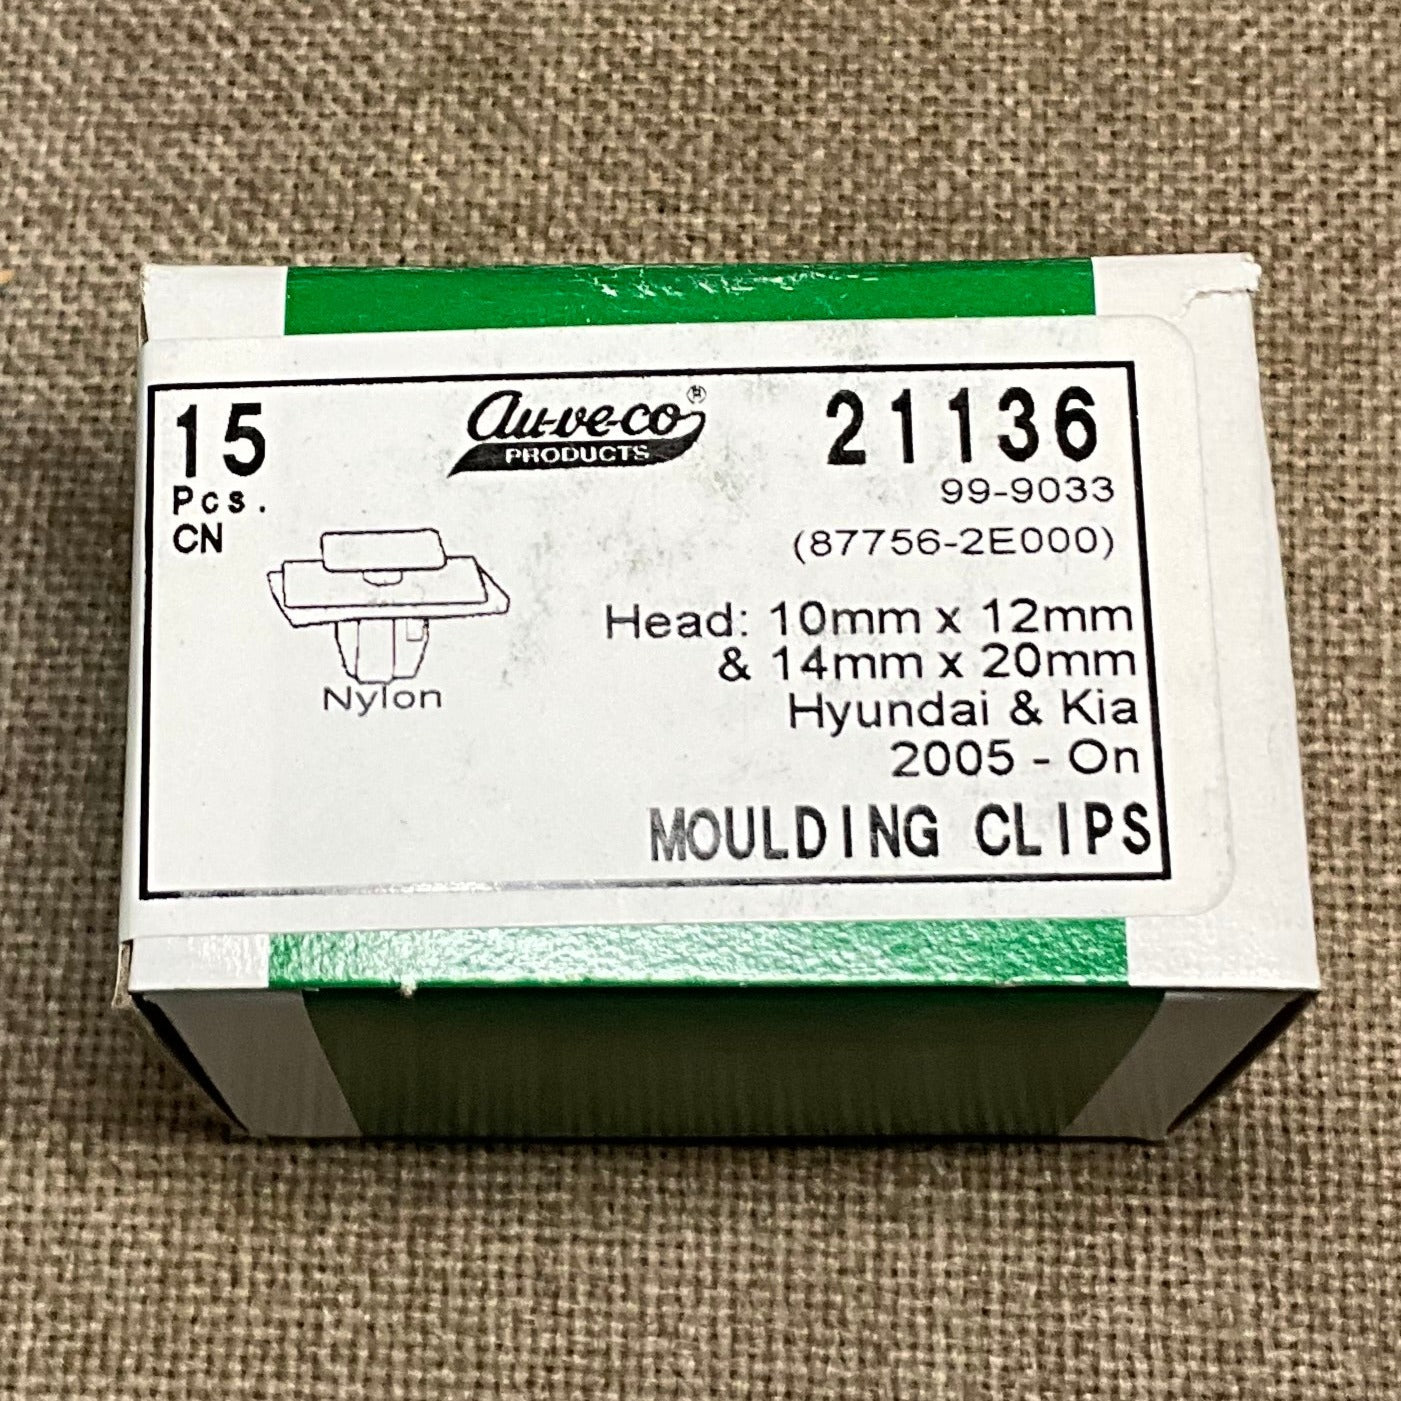 15
Pcs.
CN
au-ve-co®
PRODUCTS
21136
99-9033
(87756-2E000)
Nylon
Head: 10mm x 12mm
& 14mm x 20mm
Hyundai & Kia
2005 - On
MOULDING CLIPS